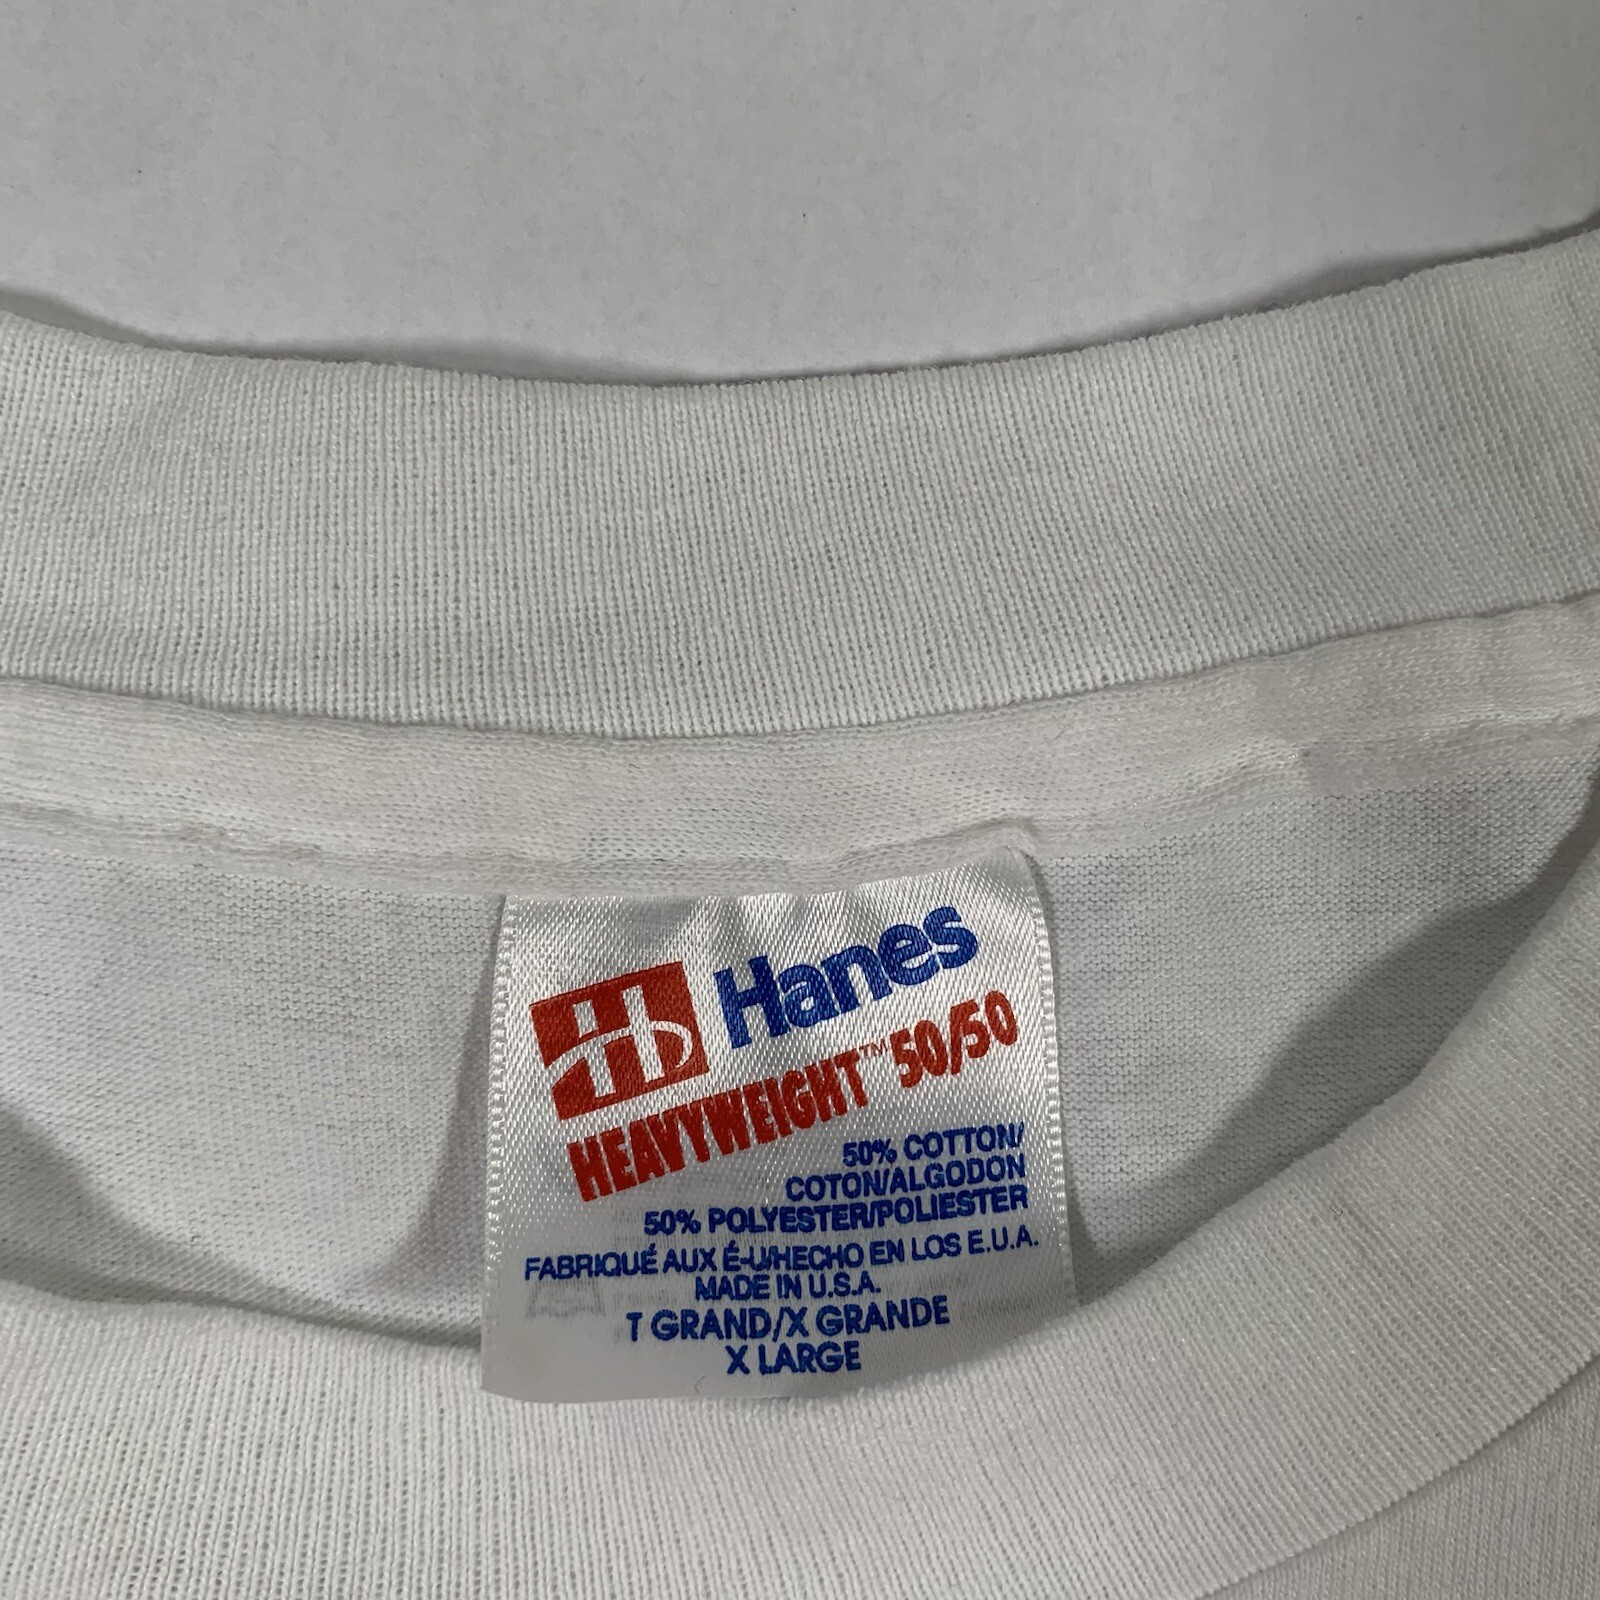 Hanes
HEAVYWEIGHT™ 50/50
50% COTTON/
COTON/ALGODON
50% POLYESTER/POLIESTER
FABRIQUÉ AUX É-U/HECHO EN LOS E.U.A.
MADE IN U.S.A.
T GRAND/X GRANDE
X LARGE